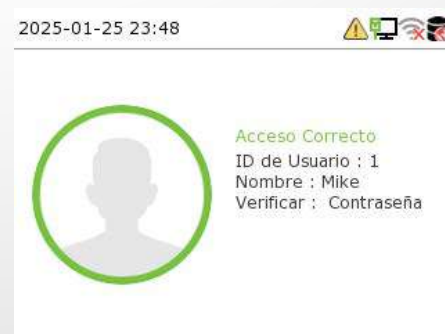 2025-01-25 23:48
Acceso Correcto
ID de Usuario : 1
Nombre : Mike
Verificar : Contraseña